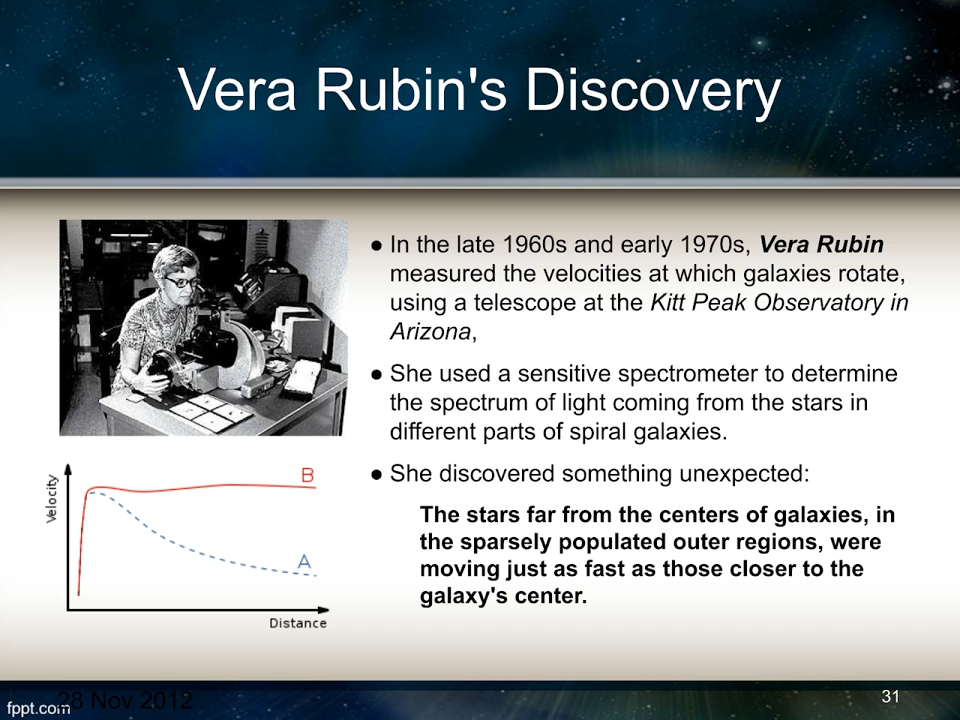 Vera Rubin's Discovery
● In the late 1960s and early 1970s, Vera Rubin
measured the velocities at which galaxies rotate,
using a telescope at the Kitt Peak Observatory in
Arizona,
● She used a sensitive spectrometer to determine
the spectrum of light coming from the stars in
different parts of spiral galaxies.
● She discovered something unexpected:
The stars far from the centers of galaxies, in
the sparsely populated outer regions, were
moving just as fast as those closer to the
galaxy's center.
Velocity
B
A
Distance
28 Nov 2012
fppt.com
31